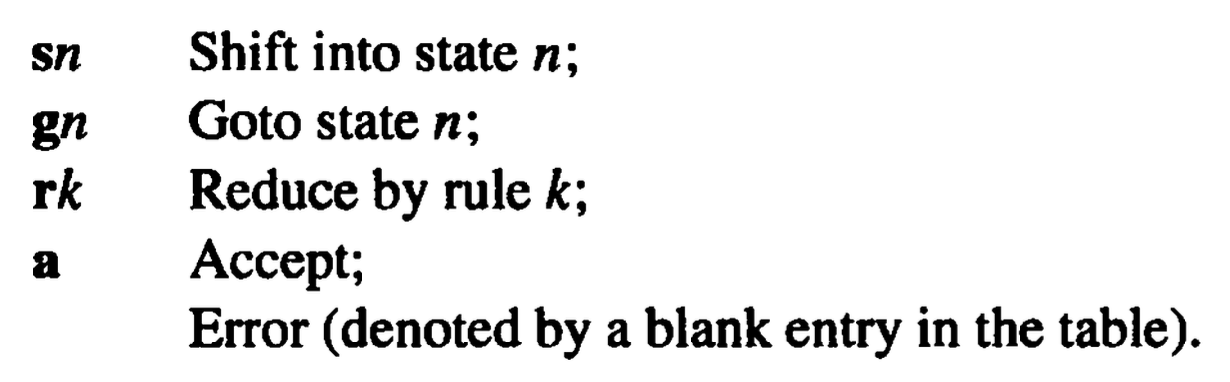 sn Shift into state n;
gn Goto state n;
rk Reduce by rule k;
a Accept;
Error (denoted by a blank entry in the table).